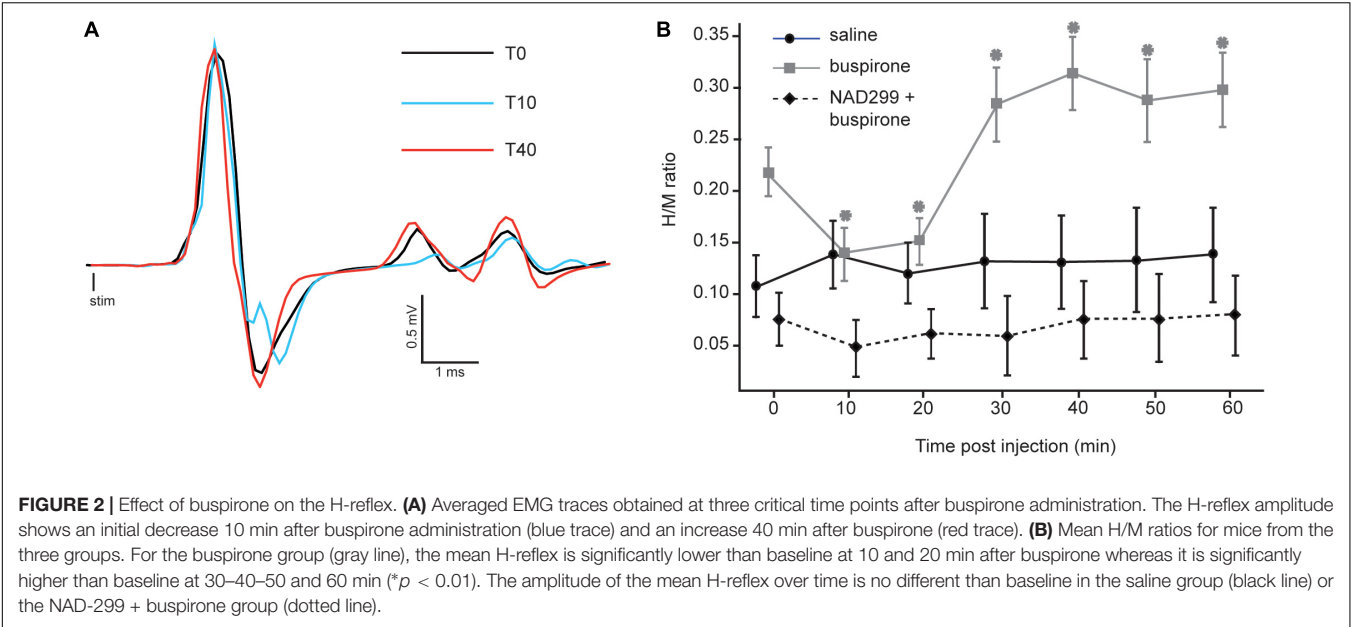 A
T0
T10
T40
stim
0.5 mV
1 ms
B
saline
buspirone
NAD299 +
buspirone
H/M ratio
0.35
0.30
0.25
0.20
0.15
0.10
0.05
0 10 20 30 40 50 60
Time post injection (min)
FIGURE 2 | Effect of buspirone on the H-reflex. (A) Averaged EMG traces obtained at three critical time points after buspirone administration. The H-reflex amplitude
shows an initial decrease 10 min after buspirone administration (blue trace) and an increase 40 min after buspirone (red trace). (B) Mean H/M ratios for mice from the
three groups. For the buspirone group (gray line), the mean H-reflex is significantly lower than baseline at 10 and 20 min after buspirone whereas it is significantly
higher than baseline at 30–40–50 and 60 min (*p < 0.01). The amplitude of the mean H-reflex over time is no different than baseline in the saline group (black line) or
the NAD-299 + buspirone group (dotted line).